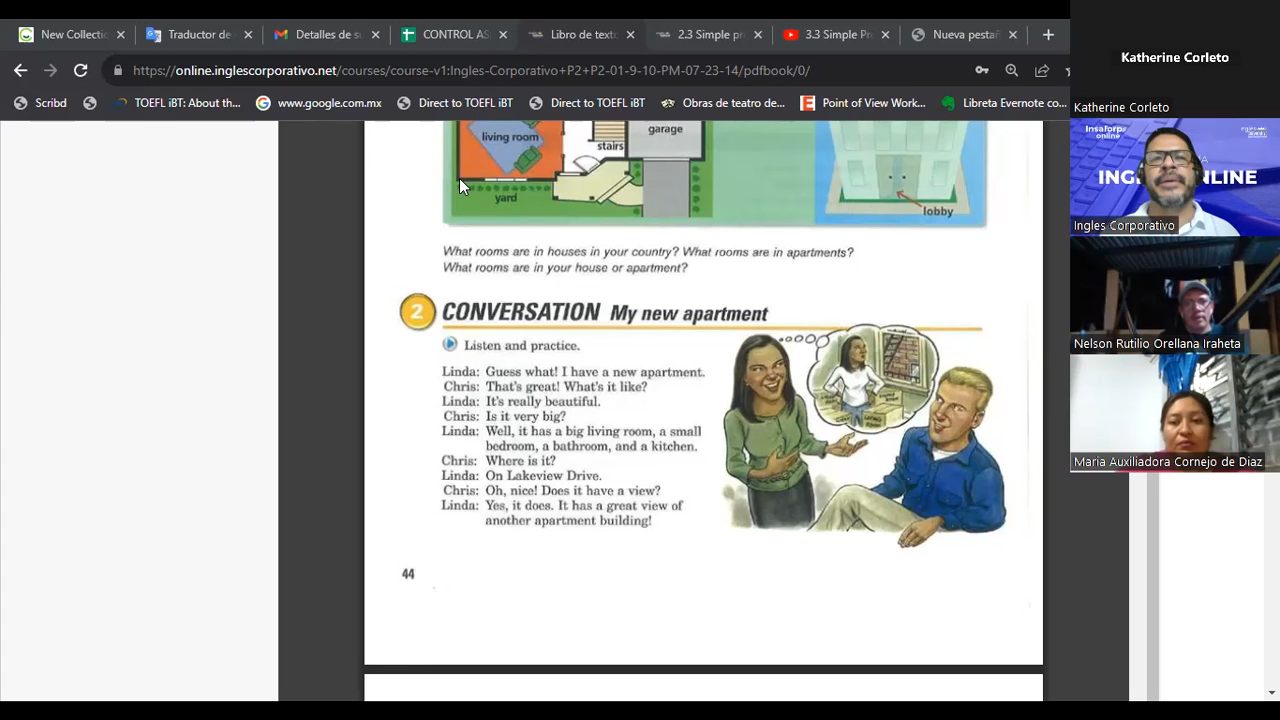 New Collectio
Traductor de
Detalles de su
CONTROL AS
Libro de texto
2.3 Simple pr
3.3 Simple Pr
Nueva pestañ
https://online.inglescorporativo.net/courses/course-v1:Ingles-Corporativo+P2+P2-01-9-10-PM-07-23-14/pdfbook/0/
Scribd
TOEFL iBT: About th...
www.google.com.mx
Direct to TOEFL iBT
Direct to TOEFL iBT
Obras de teatro de...
Point of View Work...
Libreta Evernote co...
living room
stairs
garage
yard
lobby
What rooms are in houses in your country? What rooms are in apartments?
What rooms are in your house or apartment?
2 CONVERSATION My new apartment
Listen and practice.
Linda: Guess what! I have a new apartment.
Chris: That's great! What's it like?
Linda: It's really beautiful.
Chris: Is it very big?
Linda: Well, it has a big living room, a small
bedroom, a bathroom, and a kitchen.
Chris: Where is it?
Linda: On Lakeview Drive.
Chris: Oh, nice! Does it have a view?
Linda: Yes, it does. It has a great view of
another apartment building!
44
Katherine Corleto
Katherine Corleto
Insaforp
online
ING
ONLINE
Ingles Corporativo
Nelson Rutilio Orellana Iraheta
Maria Auxiliadora Cornejo de Diaz